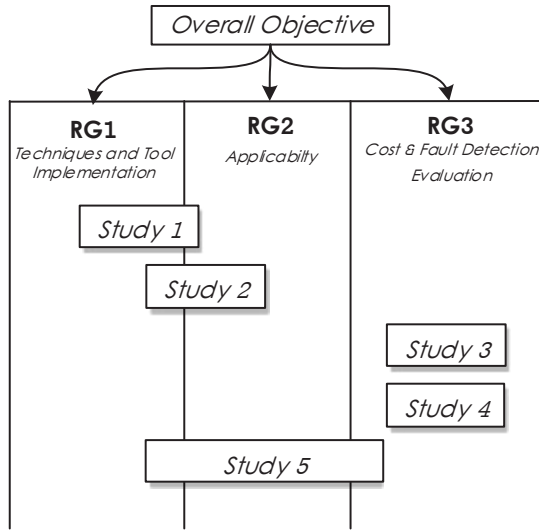 Overall Objective
RG1
Techniques and Tool
Implementation
RG2
Applicabilty
RG3
Cost & Fault Detection
Evaluation
Study 1
Study 2
Study 3
Study 4
Study 5